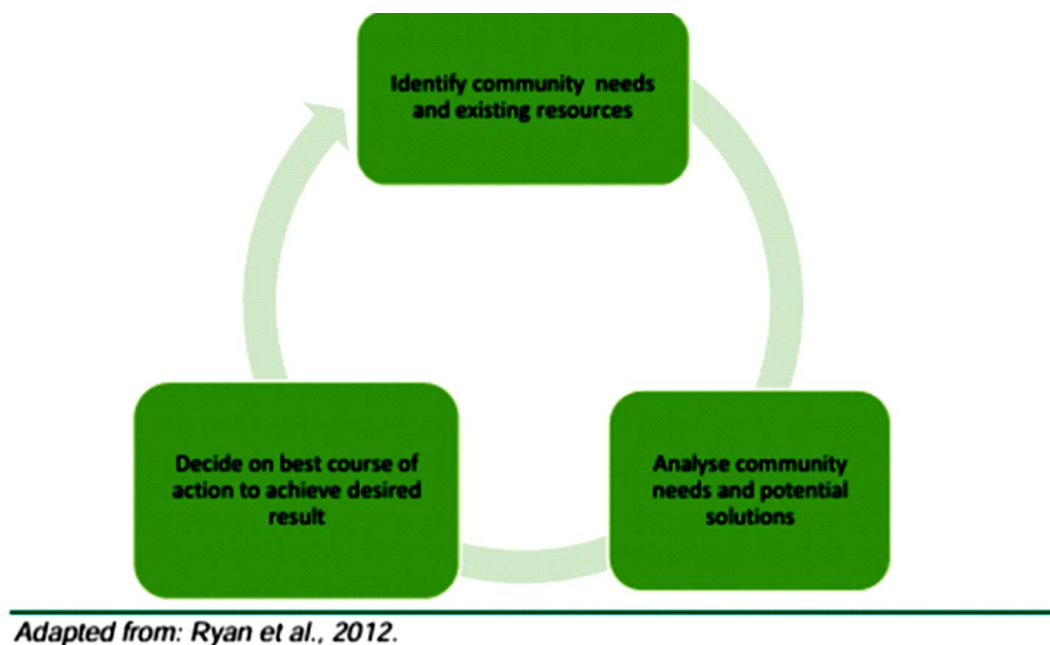 Identify community needs
and existing resources
Analyse community
needs and potential
solutions
Decide on best course of
action to achieve desired
result
Adapted from: Ryan et al., 2012.